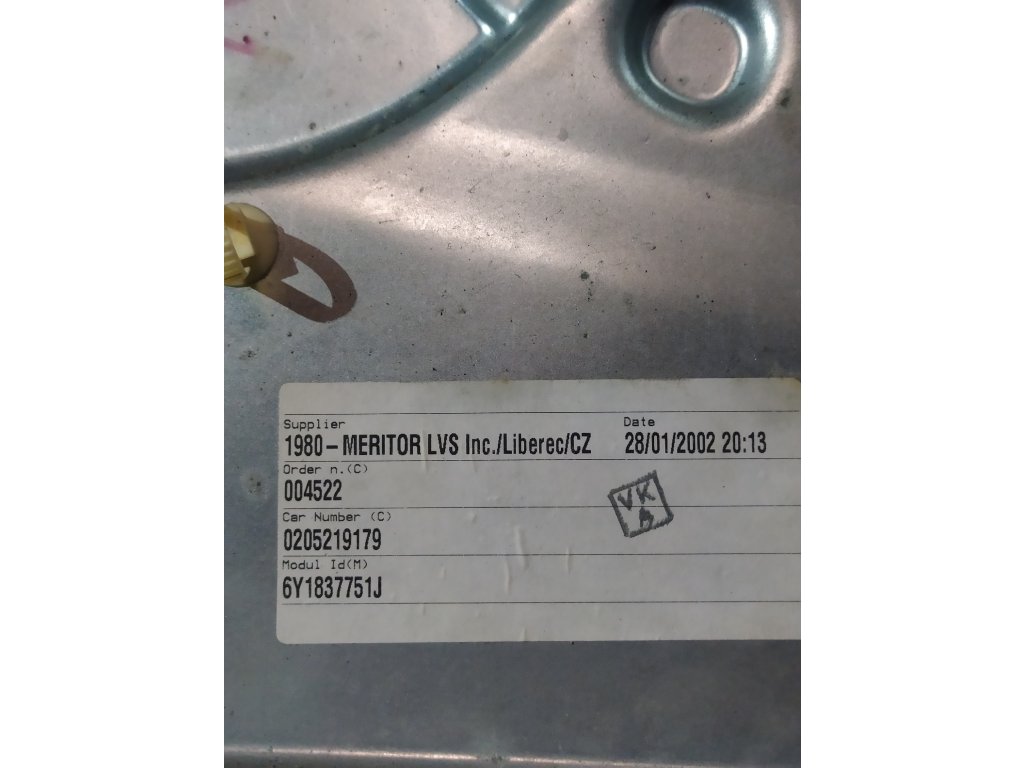 Supplier
Date
1980 - MERITOR LVS Inc./Liberec/CZ
28/01/2002 20:13
Order n.(C)
004522
VK
A
Car Number (C)
0205219179
Modul Id(M)
6Y1837751J